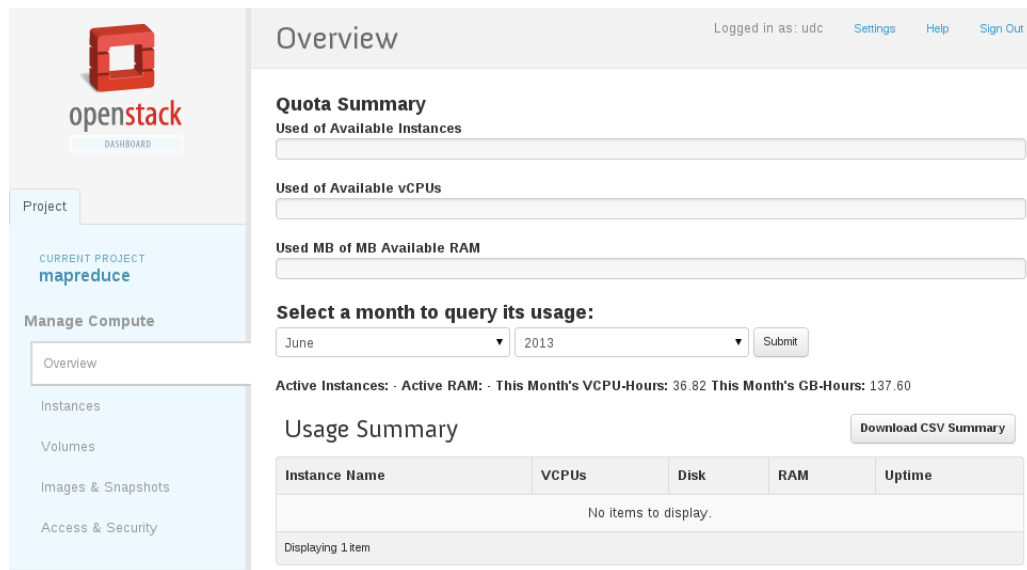 openstack
DASHBOARD
Project
CURRENT PROJECT
mapreduce
Manage Compute
Overview
Instances
Volumes
Images & Snapshots
Access & Security
Overview
Logged in as: udc Settings Help Sign Out
Quota Summary
Used of Available Instances
Used of Available vCPUs
Used MB of MB Available RAM
Select a month to query its usage:
June 2013 Submit
Active Instances: - Active RAM: - This Month's VCPU-Hours: 36.82 This Month's GB-Hours: 137.60
Usage Summary Download CSV Summary
Instance Name VCPUs Disk RAM Uptime
No items to display.
Displaying 1 item